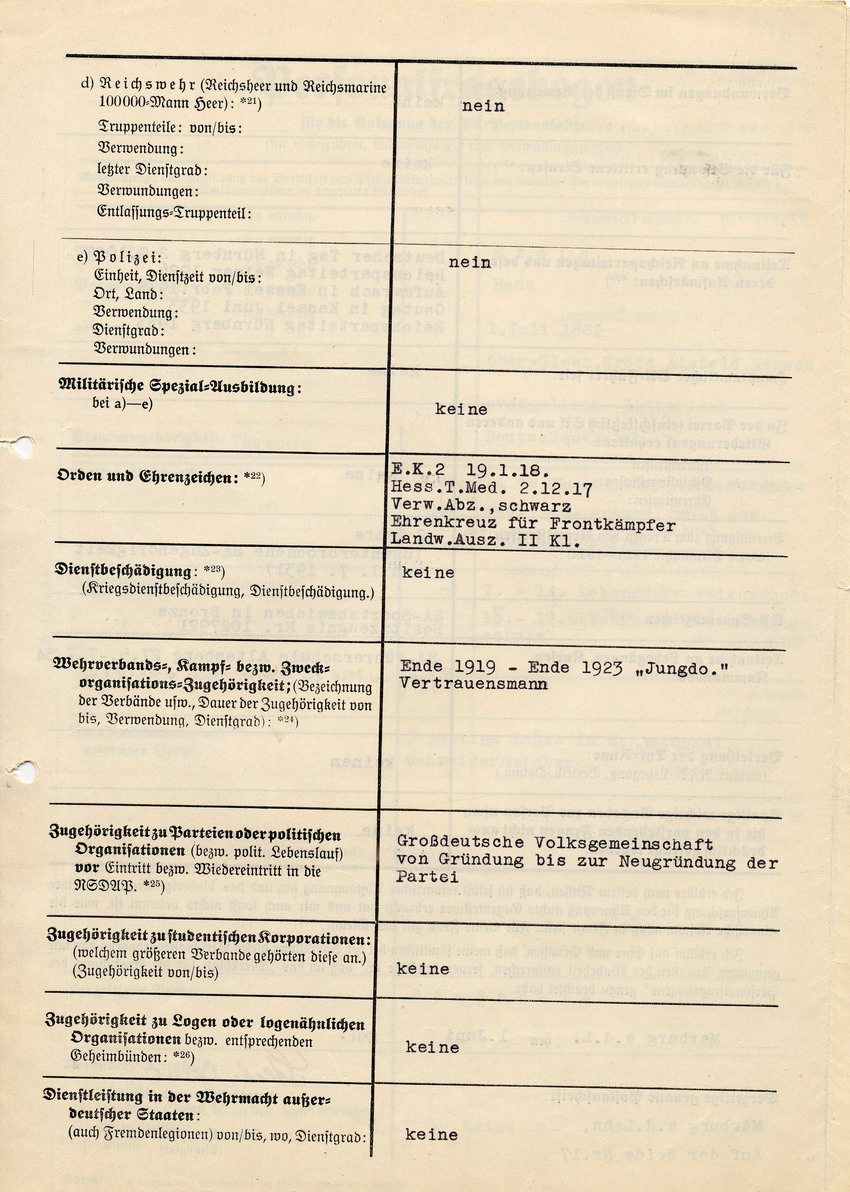 d) Reichswehr (Reichsheer und Reichsmarine
100000=Mann Heer): *21)
nein
Truppenteile: von/bis:
Verwendung:
letzter Dienstgrad:
Verwundungen:
Entlassungs=Truppenteil:
e) Polizei:
nein
Einheit, Dienstzeit von/bis:
Ort, Land:
Verwendung:
Dienstgrad:
Verwundungen:
Militärische Spezial=Ausbildung:
bei a)—e)
keine
Orden und Ehrenzeichen: *22)
E.K.2 19.1.18.
Hess.T.Med. 2.12.17
Verw.Abz.,schwarz
Ehrenkreuz für Frontkämpfer
Landw.Ausz. II Kl.
Dienstbeschädigung: *23)
(Kriegsdienstbeschädigung, Dienstbeschädigung.)
keine
Wehrverbands=, Kampf= bezw. Zweck=
organisations=Zugehörigkeit; (Bezeichnung
der Verbände usw., Dauer der Zugehörigkeit von
bis, Verwendung, Dienstgrad): *24)
Ende 1919 - Ende 1923 „Jungdo."
Vertrauensmann
Zugehörigkeit zu Parteien oder politischen
Organisationen (bezw. polit. Lebenslauf)
vor Eintritt bezw. Wiedereintritt in die
NSDAP. *25)
Großdeutsche Volksgemeinschaft
von Gründung bis zur Neugründung der
Partei
Zugehörigkeit zu studentischen Korporationen:
(welchem größeren Verbande gehörten diese an.)
(Zugehörigkeit von/bis)
keine
Zugehörigkeit zu Logen oder logenähnlichen
Organisationen bezw. entsprechenden
Geheimbünden: *26)
keine
Dienstleistung in der Wehrmacht außer=
deutscher Staaten:
(auch Fremdenlegionen) von/bis, wo, Dienstgrad:
keine